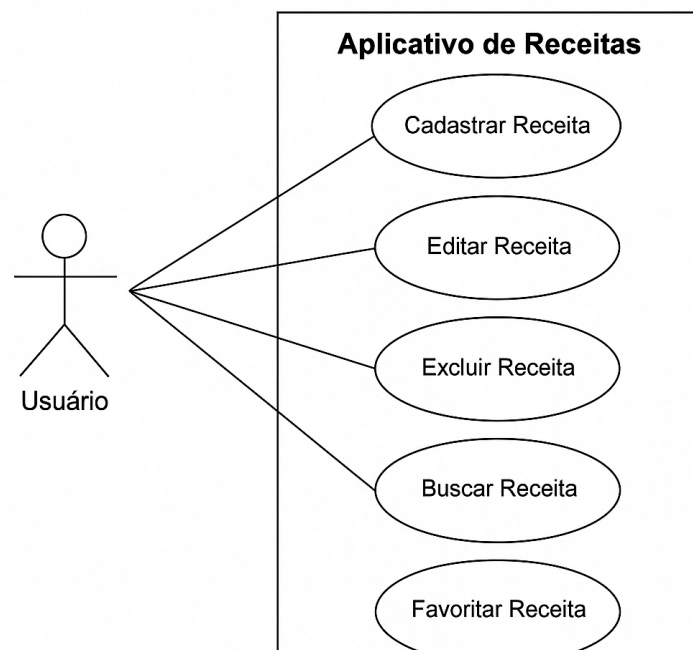 Aplicativo de Receitas
Cadastrar Receita
Editar Receita
Excluir Receita
Usuário
Buscar Receita
Favoritar Receita